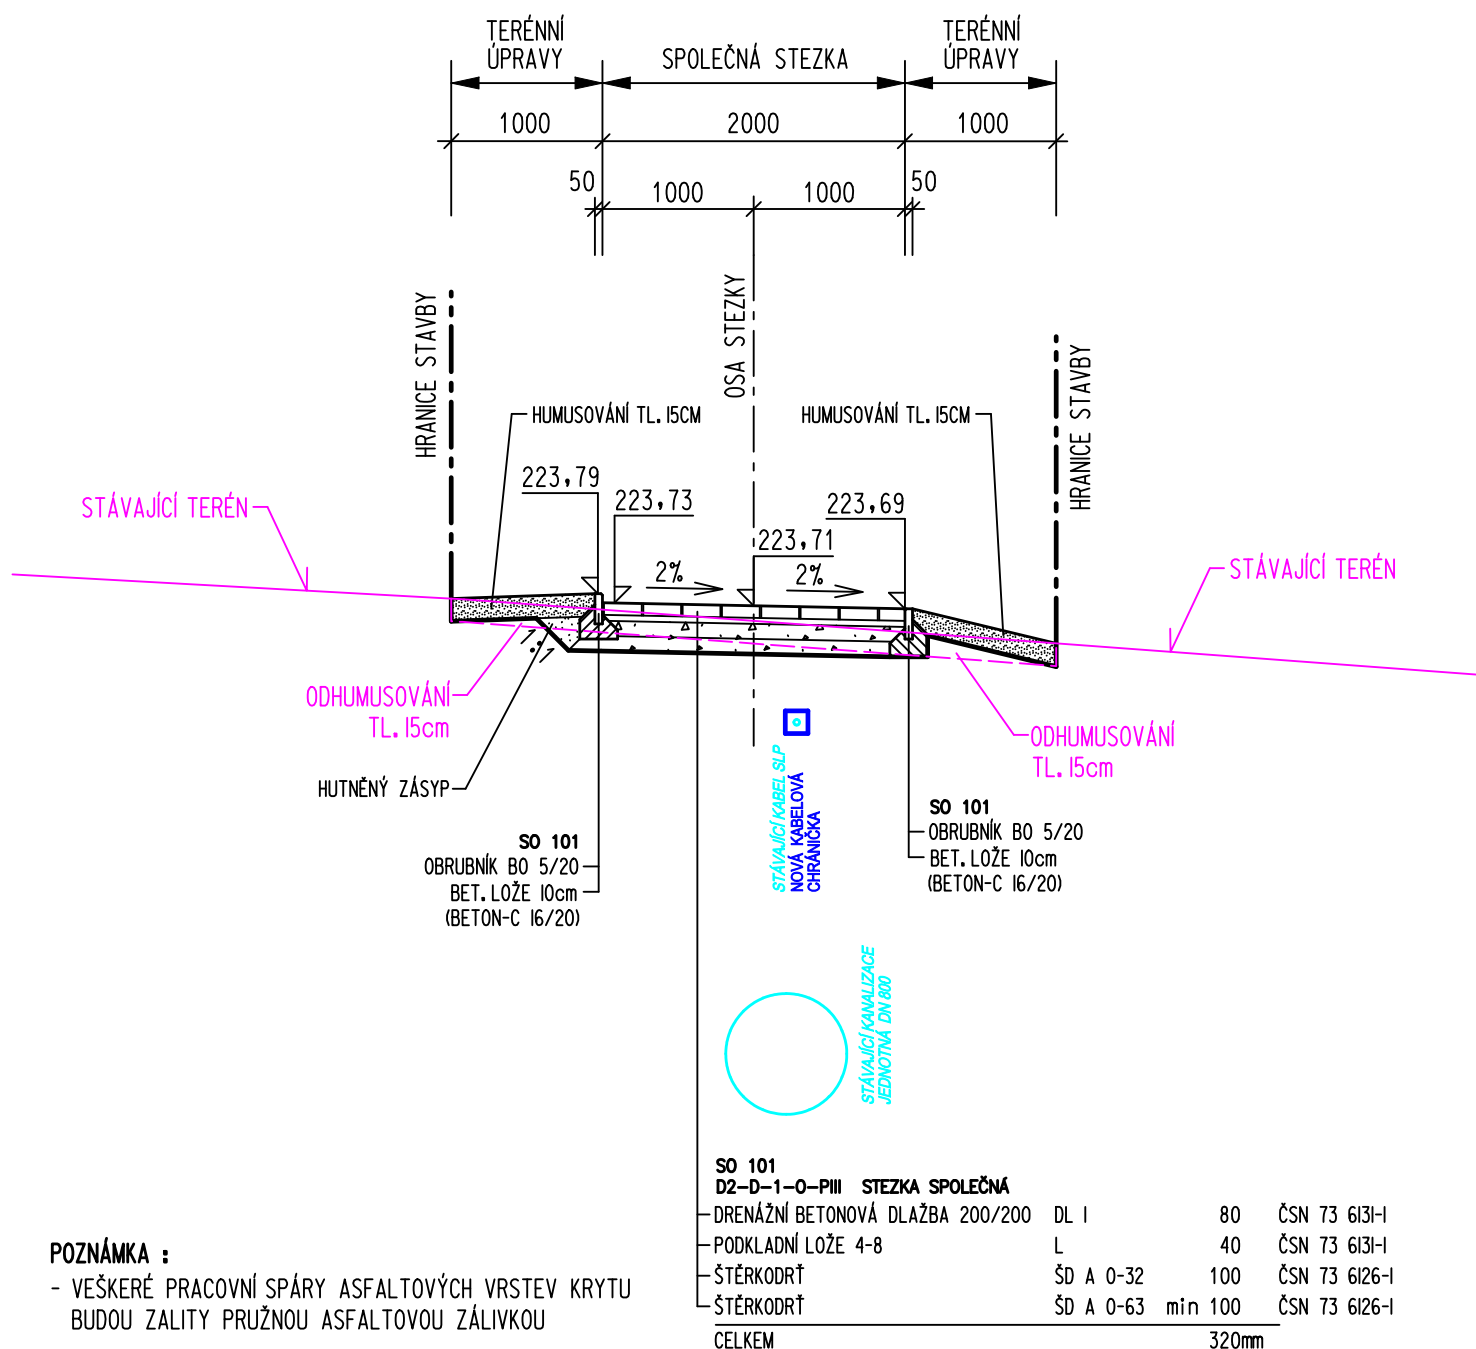 TERÉNNÍ
ÚPRAVY
SPOLEČNÁ STEZKA
TERÉNNÍ
ÚPRAVY
1000
2000
1000
50
1000
1000
50
HRANICE STAVBY
OSA STEZKY
HRANICE STAVBY
HUMUSOVÁNÍ TL. 15CM
HUMUSOVÁNÍ TL. 15CM
223,79
223,73
223,69
223,71
2%
2%
STÁVAJÍCÍ TERÉN
STÁVAJÍCÍ TERÉN
ODHUMUSOVÁNÍ
TL. 15cm
ODHUMUSOVÁNÍ
TL. 15cm
HUTNĚNÝ ZÁSYP
STÁVAJÍCÍ KABEL SLP
NOVÁ KABELOVÁ
CHRÁNIČKA
SO 101
OBRUBNÍK BO 5/20
BET. LOŽE 10cm
(BETON-C 16/20)
SO 101
OBRUBNÍK BO 5/20
BET. LOŽE 10cm
(BETON-C 16/20)
STÁVAJÍCÍ KANALIZACE
JEDNOTNÁ DN 800
SO 101
D2-D-1-O-PIII STEZKA SPOLEČNÁ
DRENÁŽNÍ BETONOVÁ DLAŽBA 200/200 DL I 80 ČSN 73 6131-1
PODKLADNÍ LOŽE 4-8 L 40 ČSN 73 6131-1
ŠTĚRKODRŤ ŠD A 0-32 100 ČSN 73 6126-1
ŠTĚRKODRŤ ŠD A 0-63 min 100 ČSN 73 6126-1
CELKEM 320mm
POZNÁMKA :
- VEŠKERÉ PRACOVNÍ SPÁRY ASFALTOVÝCH VRSTEV KRYTU
BUDOU ZALITY PRUŽNOU ASFALTOVOU ZÁLIVKOU